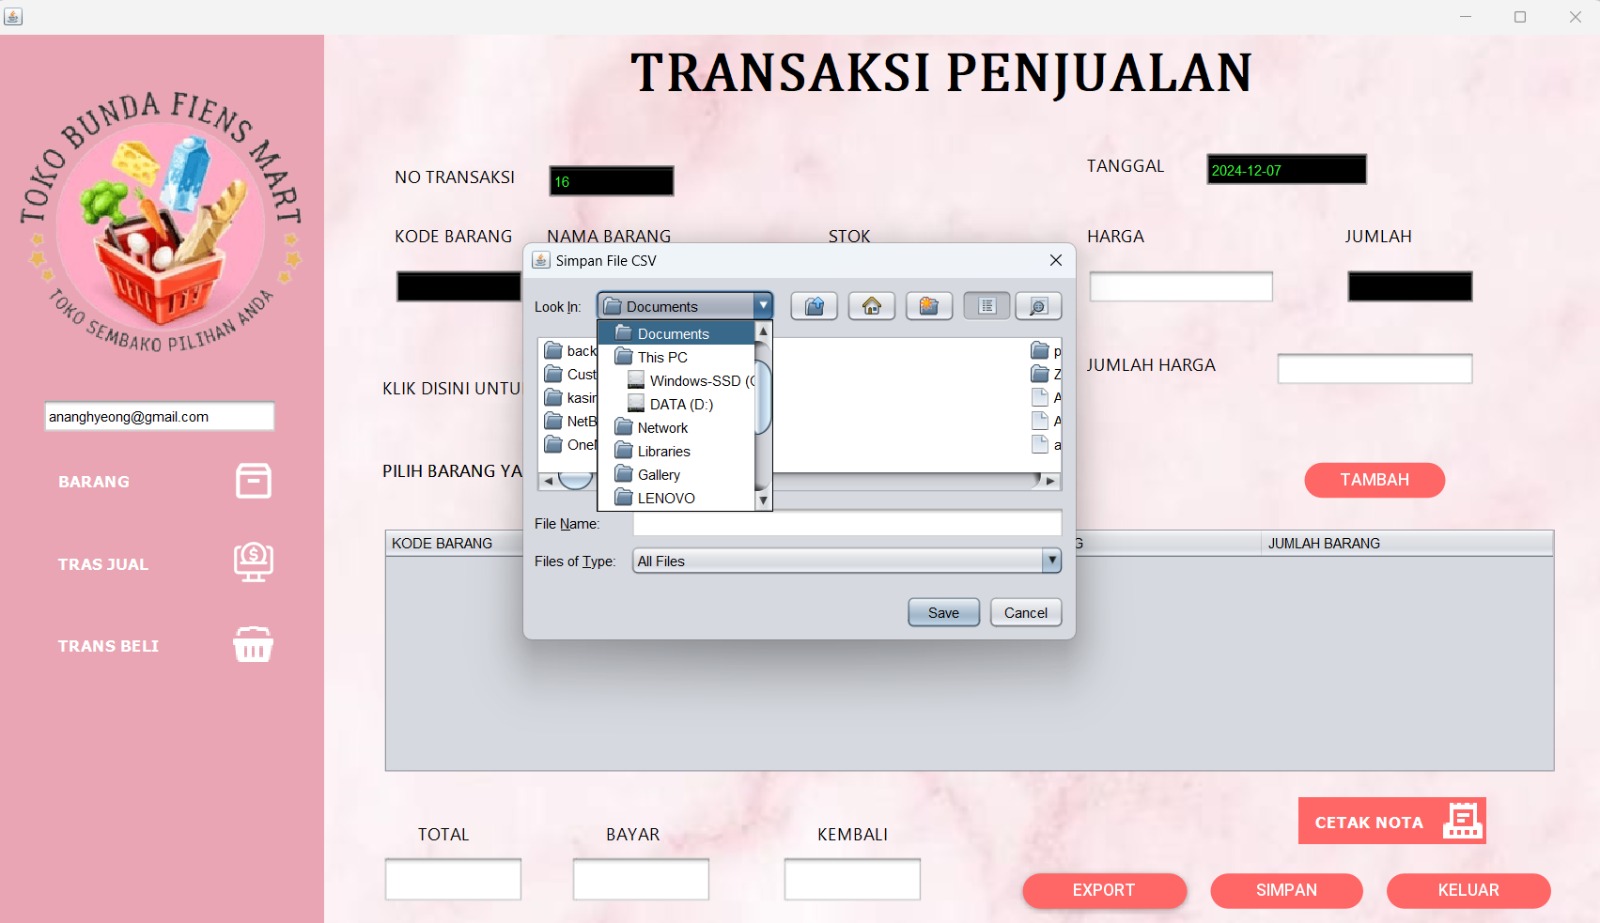 TRANSAKSI PENJUALAN
TOKO BUNDA FIENS MART
TOKO SEMBAKO PILIHAN ANDA
ananghyeong@gmail.com
BARANG
TRAS JUAL
TRANS BELI
NO TRANSAKSI
16
TANGGAL
2024-12-07
KODE BARANG
NAMA BARANG
STOK
HARGA
JUMLAH
KLIK DISINI UNTU
JUMLAH HARGA
PILIH BARANG YA
TAMBAH
Simpan File CSV
Look In:
Documents
Documents
This PC
Windows-SSD (C
DATA (D:)
Network
Libraries
Gallery
LENOVO
back
Cust
kasir
NetB
OneN
p
Z
A
A
a
File Name:
Files of Type:
All Files
Save
Cancel
KODE BARANG
G
JUMLAH BARANG
TOTAL
BAYAR
KEMBALI
CETAK NOTA
EXPORT
SIMPAN
KELUAR